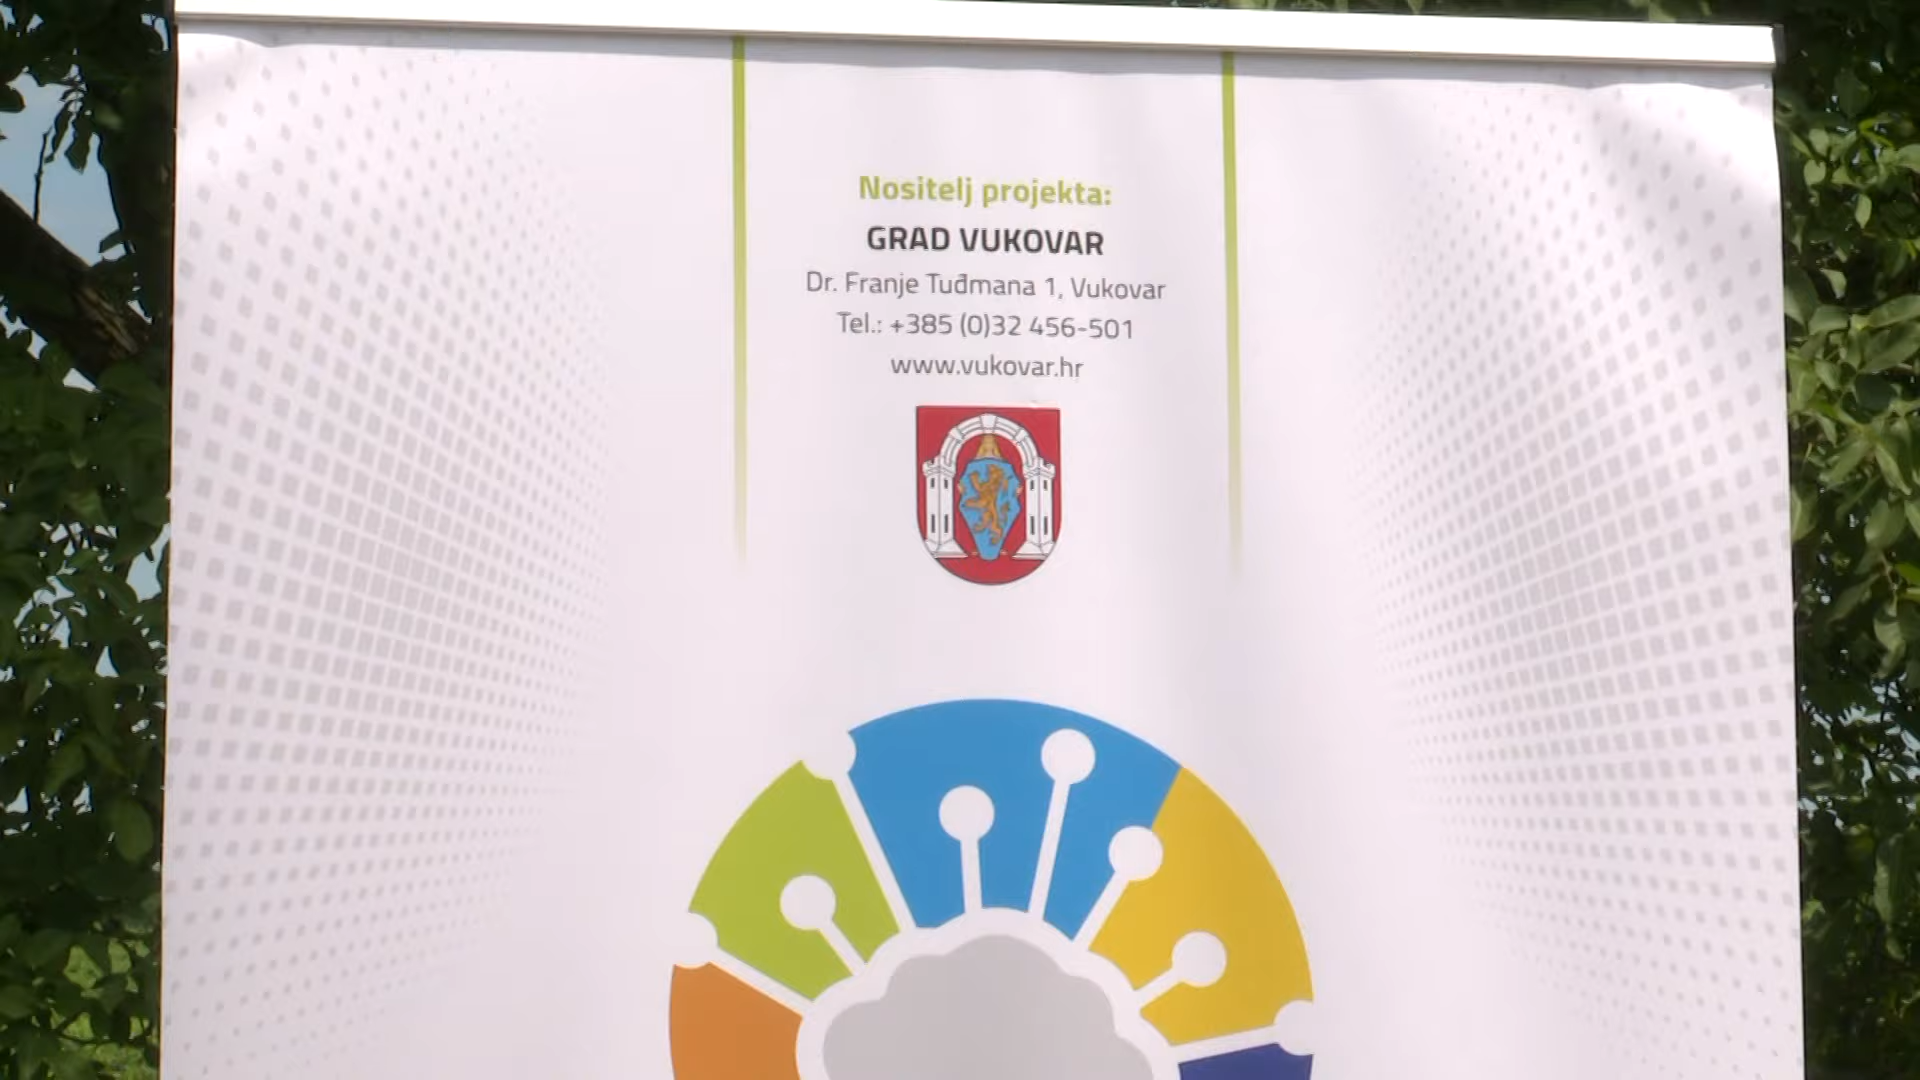 Nositelj projekta:
GRAD VUKOVAR
Dr. Franje Tuđmana 1, Vukovar
Tel.: +385 (0)32 456-501
www.vukovar.hr